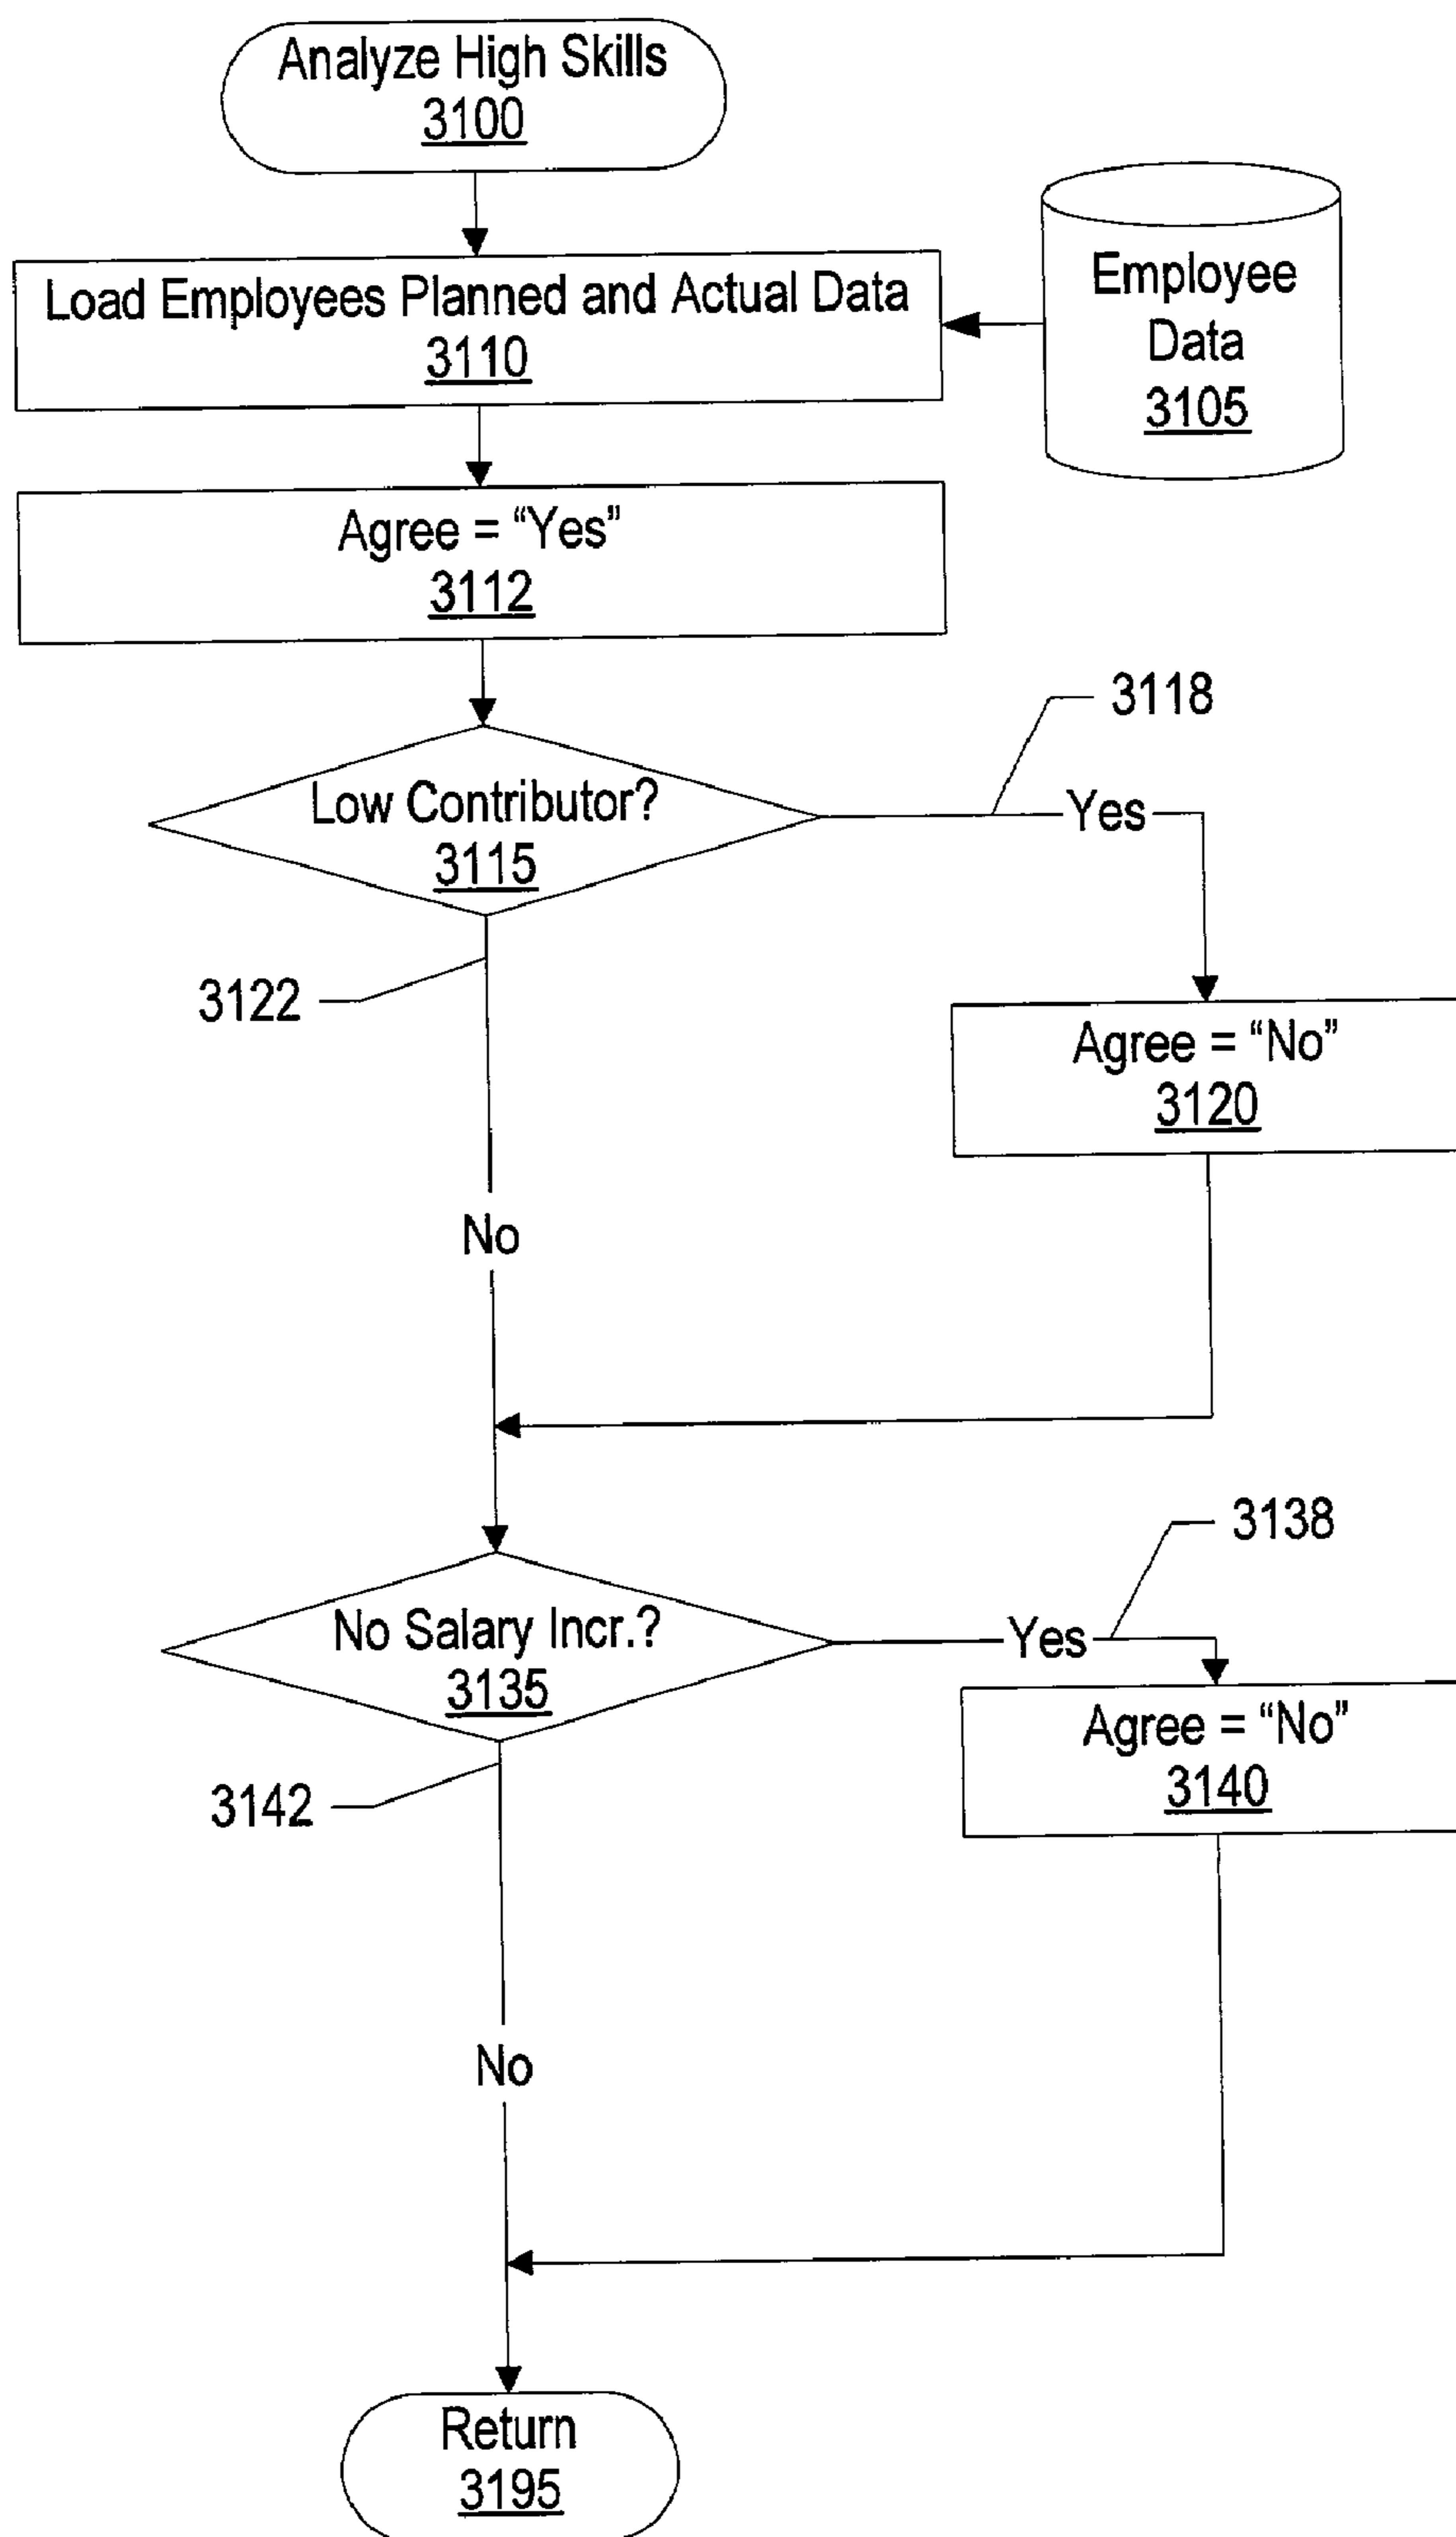 Analyze High Skills
3100
Load Employees Planned and Actual Data
3110
Employee
Data
3105
Agree = “Yes”
3112
3118
Low Contributor?
3115
Yes
3122
Agree = “No”
3120
No
3138
No Salary Incr.?
3135
Yes
3142
Agree = “No”
3140
No
Return
3195